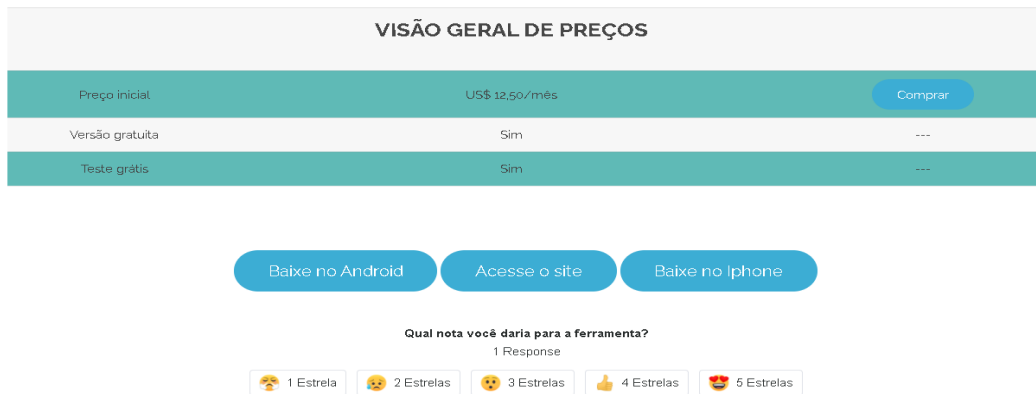 VISÃO GERAL DE PREÇOS
Preço inicial US$ 12,50/mês Comprar
Versão gratuita Sim ---
Teste grátis Sim ---
Baixe no Android Acesse o site Baixe no Iphone
Qual nota você daria para a ferramenta?
1 Response
1 Estrela 2 Estrelas 3 Estrelas 4 Estrelas 5 Estrelas